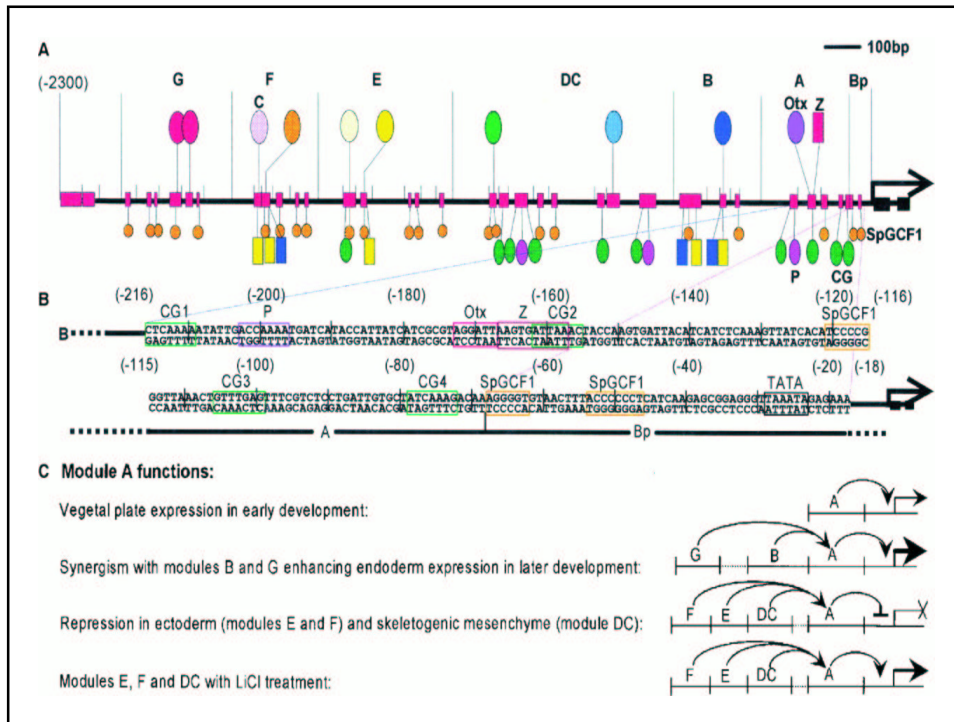 A
100bp
(-2300)
G F E DC B A Bp
C Otx Z
SpGCF1
P CG
B
(-216) (-200) (-180) (-160) (-140) (-120) (-116)
CG1 P Otx Z CG2 SpGCF1
B
(-115) (-100) (-80) (-60) (-40) (-20) (-18)
CG3 CG4 SpGCF1 SpGCF1 TATA
A Bp
C Module A functions:
Vegetal plate expression in early development:
A
Synergism with modules B and G enhancing endoderm expression in later development:
G B A
Repression in ectoderm (modules E and F) and skeletogenic mesenchyme (module DC):
F E DC A
Modules E, F and DC with LiCl treatment:
F E DC A